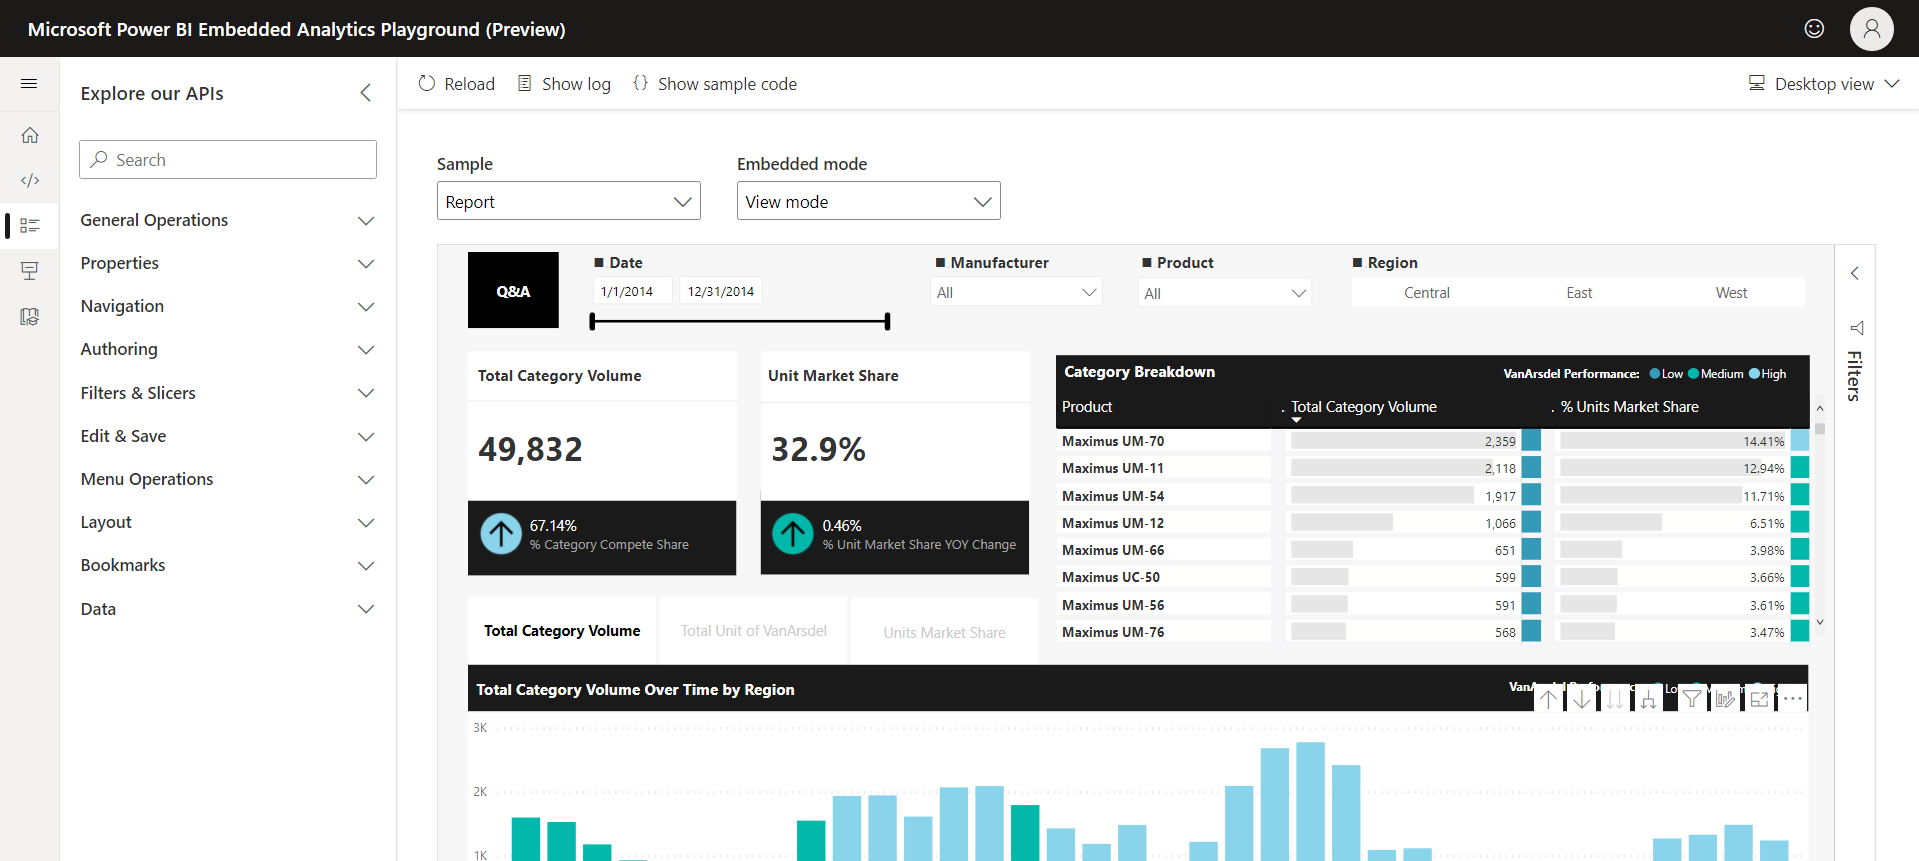 Microsoft Power BI Embedded Analytics Playground (Preview)
Explore our APIs
Search
General Operations
Properties
Navigation
Authoring
Filters & Slicers
Edit & Save
Menu Operations
Layout
Bookmarks
Data
Reload Show log Show sample code Desktop view
Sample Embedded mode
Report View mode
Q&A
Date
1/1/2014 12/31/2014
Manufacturer
All
Product
All
Region
Central East West
Filters
Total Category Volume
49,832
67.14%
% Category Compete Share
Unit Market Share
32.9%
0.46%
% Unit Market Share YOY Change
Category Breakdown VanArsdel Performance: Low Medium High
Product . Total Category Volume . % Units Market Share
Maximus UM-70 2,359 14.41%
Maximus UM-11 2,118 12.94%
Maximus UM-54 1,917 11.71%
Maximus UM-12 1,066 6.51%
Maximus UM-66 651 3.98%
Maximus UC-50 599 3.66%
Maximus UM-56 591 3.61%
Maximus UM-76 568 3.47%
Total Category Volume Total Unit of VanArsdel Units Market Share
Total Category Volume Over Time by Region
3K
2K
1K